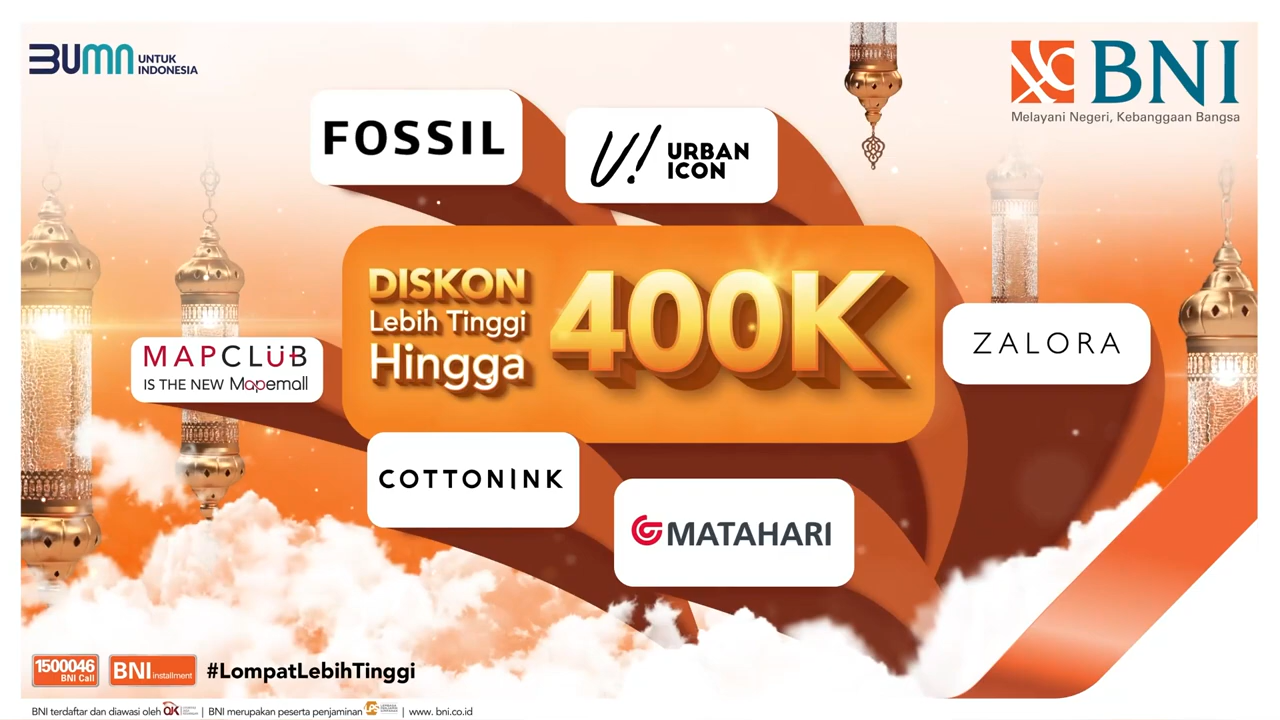 BUMN UNTUK
INDONESIA
BNI
Melayani Negeri, Kebanggaan Bangsa
FOSSIL
U! URBAN
ICON
DISKON
Lebih Tinggi
Hingga
400K
MAPCLUB
IS THE NEW Mapemall
ZALORA
COTTONINK
MATAHARI
1500046
BNI Call
BNI installment
#LompatLebihTinggi
BNI terdaftar dan diawasi oleh OJK | BNI merupakan peserta penjaminan LPS | www. bni.co.id